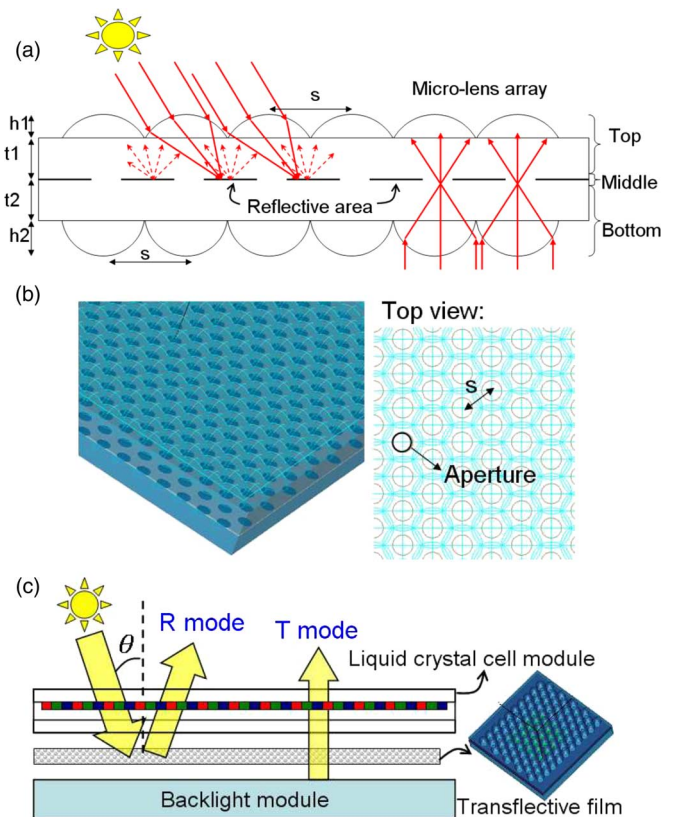 (a)
s
Micro-lens array
h1
Top
t1
Middle
t2
Reflective area
Bottom
h2
s
(b)
Top view:
s
Aperture
(c)
θ
R mode
T mode
Liquid crystal cell module
Backlight module
Transflective film